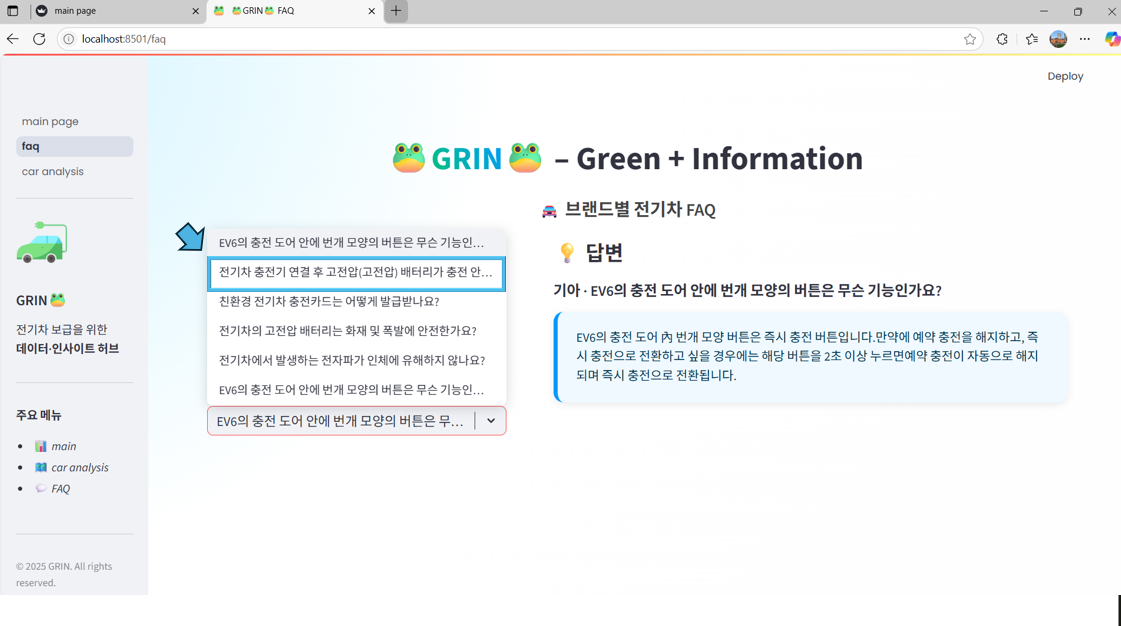 main page
GRIN FAQ
localhost:8501/faq
Deploy
main page
faq
car analysis
GRIN
전기차 보급을 위한
데이터·인사이트 허브
주요 메뉴
main
car analysis
FAQ
© 2025 GRIN. All rights
reserved.
GRIN – Green + Information
브랜드별 전기차 FAQ
EV6의 충전 도어 안에 번개 모양의 버튼은 무슨 기능인...
전기차 충전기 연결 후 고전압(고전압) 배터리가 충전 안...
친환경 전기차 충전카드는 어떻게 발급받나요?
전기차의 고전압 배터리는 화재 및 폭발에 안전한가요?
전기차에서 발생하는 전자파가 인체에 유해하지 않나요?
EV6의 충전 도어 안에 번개 모양의 버튼은 무슨 기능인...
EV6의 충전 도어 안에 번개 모양의 버튼은 무...
답변
기아 · EV6의 충전 도어 안에 번개 모양의 버튼은 무슨 기능인가요?
EV6의 충전 도어 內 번개 모양 버튼은 즉시 충전 버튼입니다.만약에 예약 충전을 해지하고, 즉
시 충전으로 전환하고 싶을 경우에는 해당 버튼을 2초 이상 누르면예약 충전이 자동으로 해지
되며 즉시 충전으로 전환됩니다.